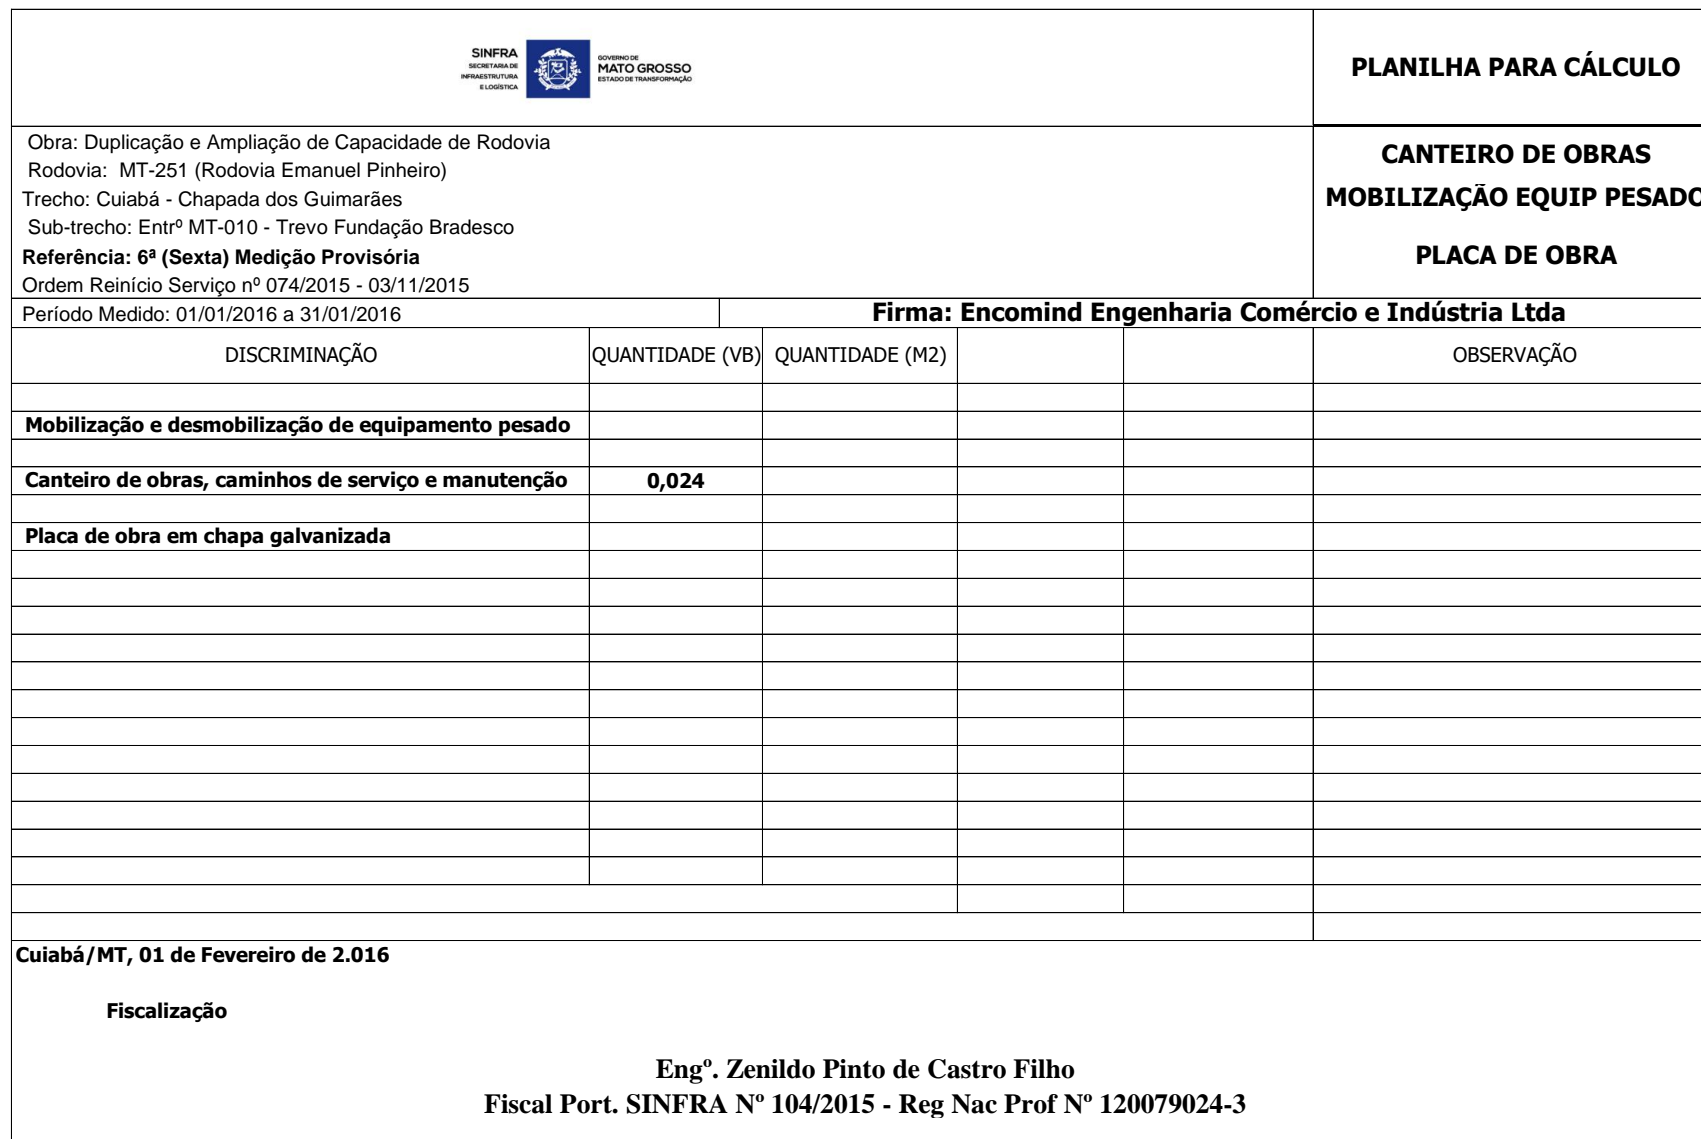 SINFRA
SECRETARIA DE
INFRAESTRUTURA
E LOGÍSTICA
GOVERNO DE
MATO GROSSO
ESTADO DE TRANSFORMAÇÃO
PLANILHA PARA CÁLCULO
Obra: Duplicação e Ampliação de Capacidade de Rodovia
Rodovia: MT-251 (Rodovia Emanuel Pinheiro)
Trecho: Cuiabá - Chapada dos Guimarães
Sub-trecho: Entrº MT-010 - Trevo Fundação Bradesco
Referência: 6ª (Sexta) Medição Provisória
Ordem Reinício Serviço nº 074/2015 - 03/11/2015
CANTEIRO DE OBRAS
MOBILIZAÇÃO EQUIP PESADO
PLACA DE OBRA
Período Medido: 01/01/2016 a 31/01/2016
Firma: Encomind Engenharia Comércio e Indústria Ltda
DISCRIMINAÇÃO QUANTIDADE (VB) QUANTIDADE (M2) OBSERVAÇÃO
Mobilização e desmobilização de equipamento pesado
Canteiro de obras, caminhos de serviço e manutenção 0,024
Placa de obra em chapa galvanizada
Cuiabá/MT, 01 de Fevereiro de 2.016
Fiscalização
Engº. Zenildo Pinto de Castro Filho
Fiscal Port. SINFRA Nº 104/2015 - Reg Nac Prof Nº 120079024-3